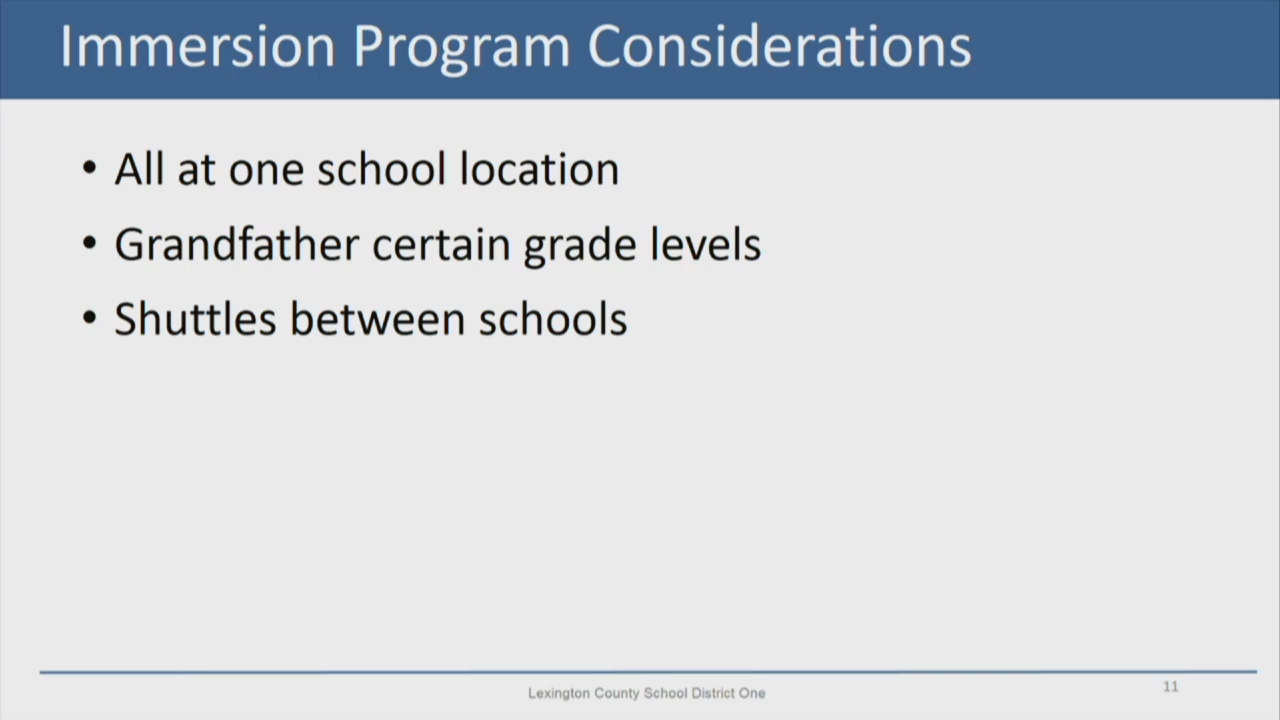 Immersion Program Considerations
• All at one school location
• Grandfather certain grade levels
• Shuttles between schools
Lexington County School District One
11